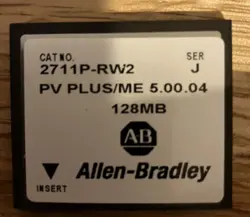 CAT NO. SER
2711P-RW2 J
PV PLUS/ME 5.00.04
128MB
AB
Allen-Bradley
INSERT